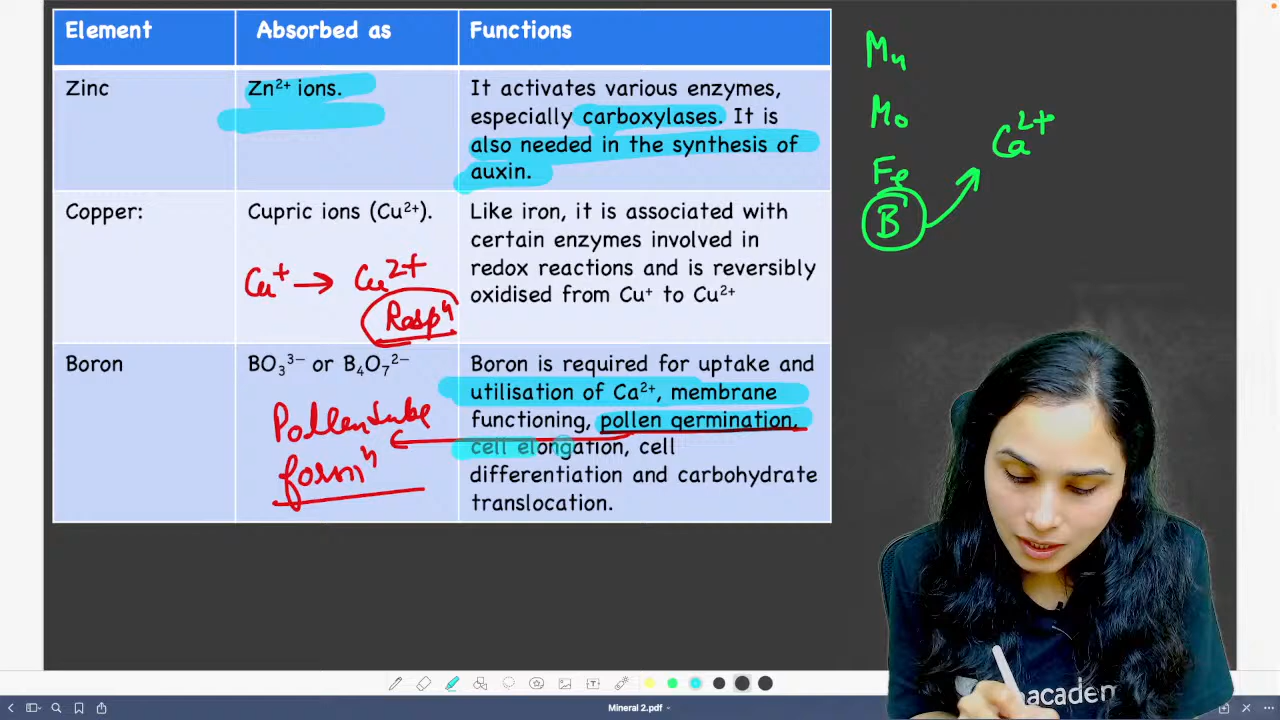 Element Absorbed as Functions
Zinc
Zn²⁺ ions.
It activates various enzymes,
especially carboxylases. It is
also needed in the synthesis of
auxin.
Copper:
Cupric ions (Cu²⁺).
Cu⁺ → Cu²⁺
Respⁿ
Like iron, it is associated with
certain enzymes involved in
redox reactions and is reversibly
oxidised from Cu⁺ to Cu²⁺
Boron
BO₃³⁻ or B₄O₇²⁻
Pollen tube
formⁿ
Boron is required for uptake and
utilisation of Ca²⁺, membrane
functioning, pollen germination,
cell elongation, cell
differentiation and carbohydrate
translocation.
Mn
Mo
Fe
B
Ca²⁺
nacadem
Mineral 2.pdf